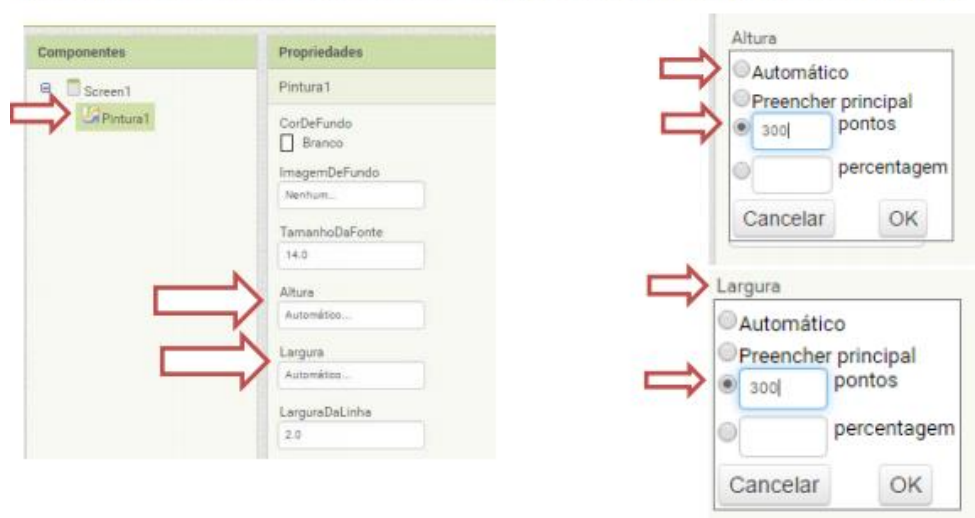 Componentes
Screen1
Pintura1
Propriedades
Pintura1
CorDeFundo
Branco
ImagemDeFundo
Nenhum...
TamanhoDaFonte
14.0
Altura
Automático...
Largura
Automático...
LarguraDaLinha
2.0
Altura
Automático
Preencher principal
300 pontos
percentagem
Cancelar OK
Largura
Automático
Preencher principal
300 pontos
percentagem
Cancelar OK